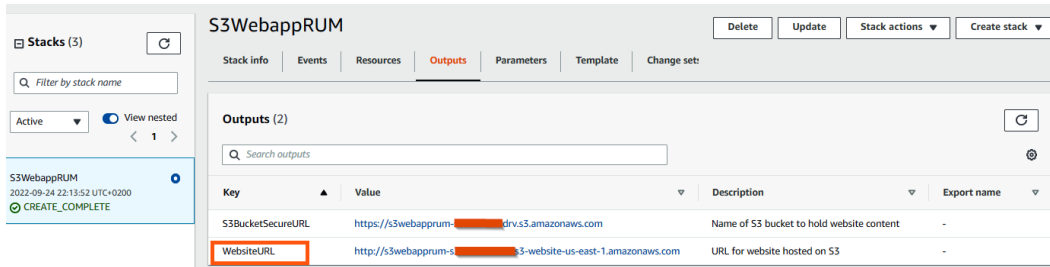 Stacks (3)
Filter by stack name
Active
View nested
1
S3WebappRUM
2022-09-24 22:13:52 UTC+0200
CREATE_COMPLETE
S3WebappRUM
Delete Update Stack actions Create stack
Stack info Events Resources Outputs Parameters Template Change set
Outputs (2)
Search outputs
Key Value Description Export name
S3BucketSecureURL https://s3webapprum- drv.s3.amazonaws.com Name of S3 bucket to hold website content -
WebsiteURL http://s3webapprum-s s3-website-us-east-1.amazonaws.com URL for website hosted on S3 -